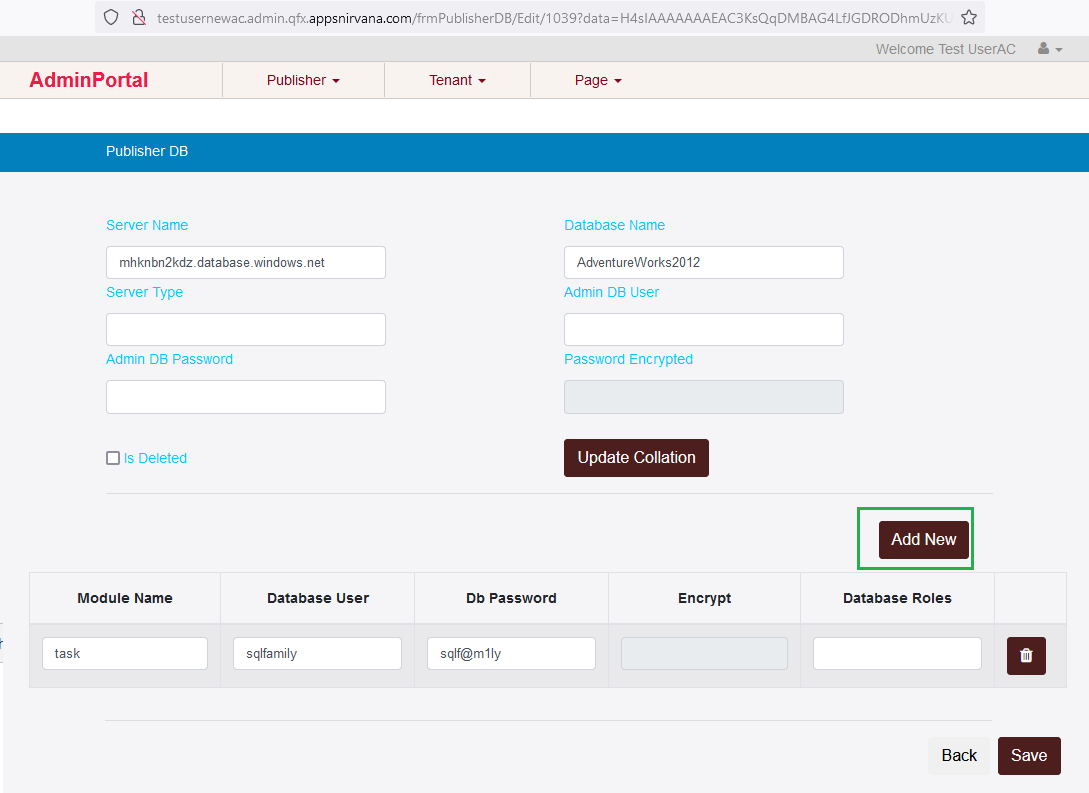 testusernewac.admin.qfx.appsnirvana.com/frmPublisherDB/Edit/1039?data=H4sIAAAAAAAEAC3KsQqDMBAG4LfJGDRODhmUzKU
Welcome Test UserAC
AdminPortal Publisher Tenant Page
Publisher DB
Server Name Database Name
mhknbn2kdz.database.windows.net AdventureWorks2012
Server Type Admin DB User
Admin DB Password Password Encrypted
Is Deleted Update Collation
Add New
Module Name Database User Db Password Encrypt Database Roles
task sqlfamily sqlf@m1ly
Back Save